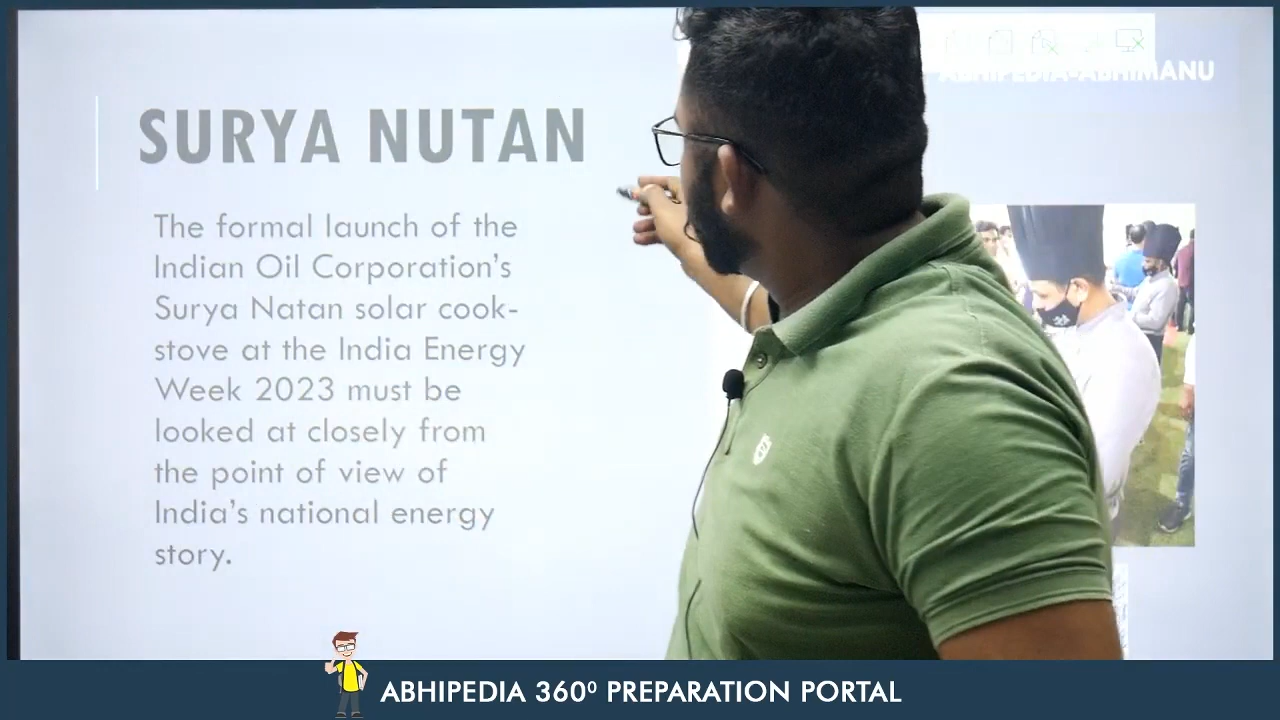 ABHIPEDIA-ABHIMANU
SURYA NUTAN
The formal launch of the
Indian Oil Corporation's
Surya Natan solar cook-
stove at the India Energy
Week 2023 must be
looked at closely from
the point of view of
India's national energy
story.
ABHIPEDIA 360⁰ PREPARATION PORTAL